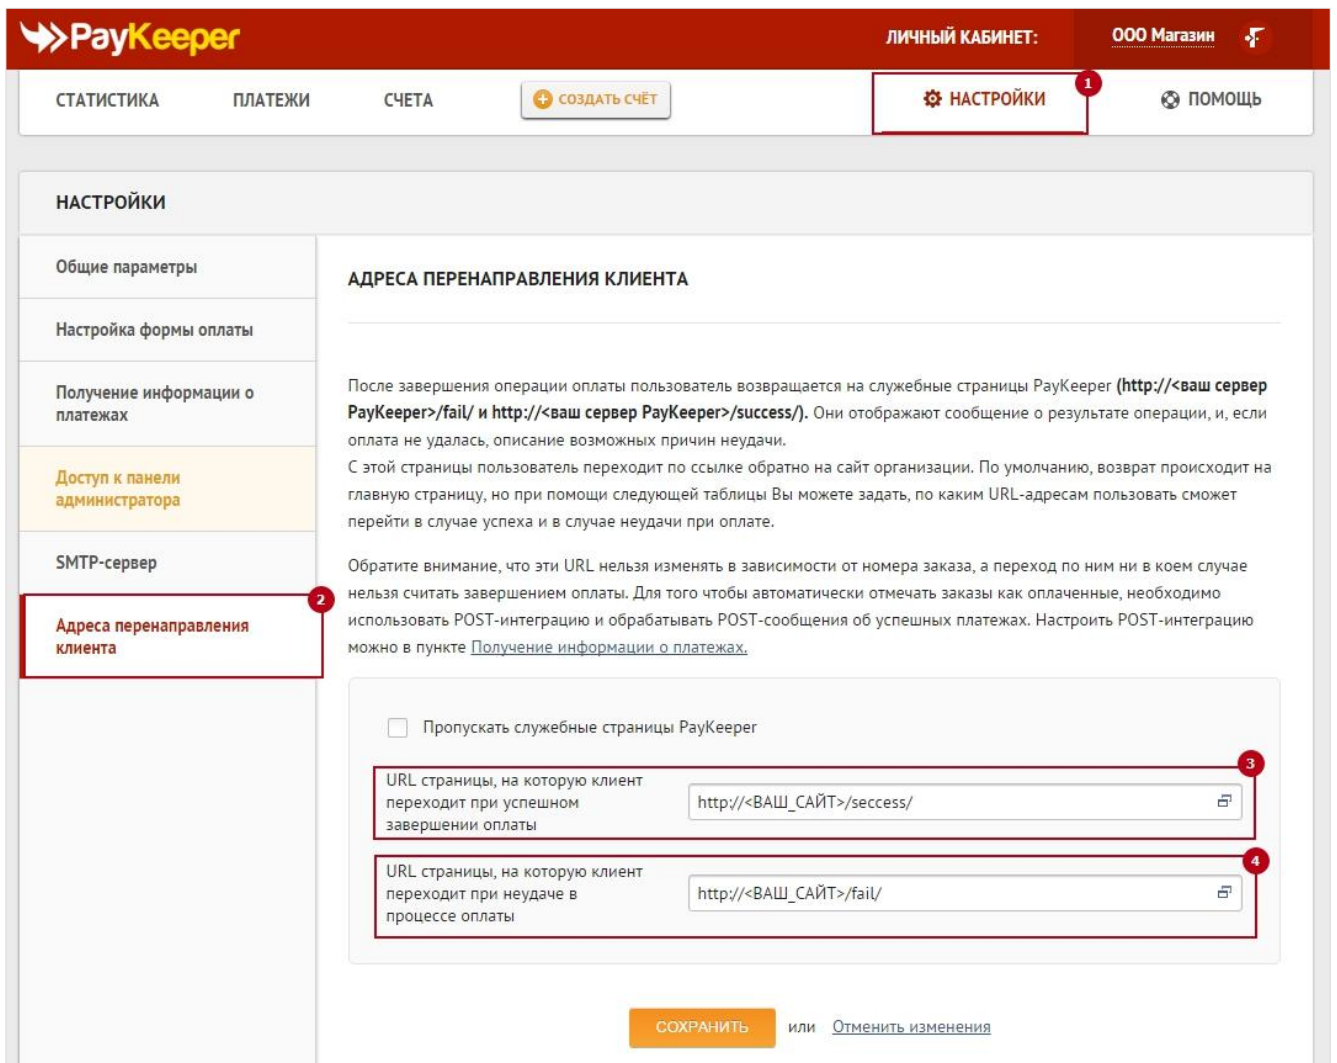 PayKeeper
ЛИЧНЫЙ КАБИНЕТ:
ООО Магазин
СТАТИСТИКА
ПЛАТЕЖИ
СЧЕТА
СОЗДАТЬ СЧЁТ
НАСТРОЙКИ
1
ПОМОЩЬ
НАСТРОЙКИ
Общие параметры
Настройка формы оплаты
Получение информации о
платежах
Доступ к панели
администратора
SMTP-сервер
2
Адреса перенаправления
клиента
АДРЕСА ПЕРЕНАПРАВЛЕНИЯ КЛИЕНТА
После завершения операции оплаты пользователь возвращается на служебные страницы PayKeeper (http://<ваш сервер
PayKeeper>/fail/ и http://<ваш сервер PayKeeper>/success/). Они отображают сообщение о результате операции, и, если
оплата не удалась, описание возможных причин неудачи.
С этой страницы пользователь переходит по ссылке обратно на сайт организации. По умолчанию, возврат происходит на
главную страницу, но при помощи следующей таблицы Вы можете задать, по каким URL-адресам пользовать сможет
перейти в случае успеха и в случае неудачи при оплате.
Обратите внимание, что эти URL нельзя изменять в зависимости от номера заказа, а переход по ним ни в коем случае
нельзя считать завершением оплаты. Для того чтобы автоматически отмечать заказы как оплаченные, необходимо
использовать POST-интеграцию и обрабатывать POST-сообщения об успешных платежах. Настроить POST-интеграцию
можно в пункте Получение информации о платежах.
Пропускать служебные страницы PayKeeper
3
URL страницы, на которую клиент
переходит при успешном
завершении оплаты
http://<ВАШ_САЙТ>/seccess/
4
URL страницы, на которую клиент
переходит при неудаче в
процессе оплаты
http://<ВАШ_САЙТ>/fail/
СОХРАНИТЬ
или
Отменить изменения